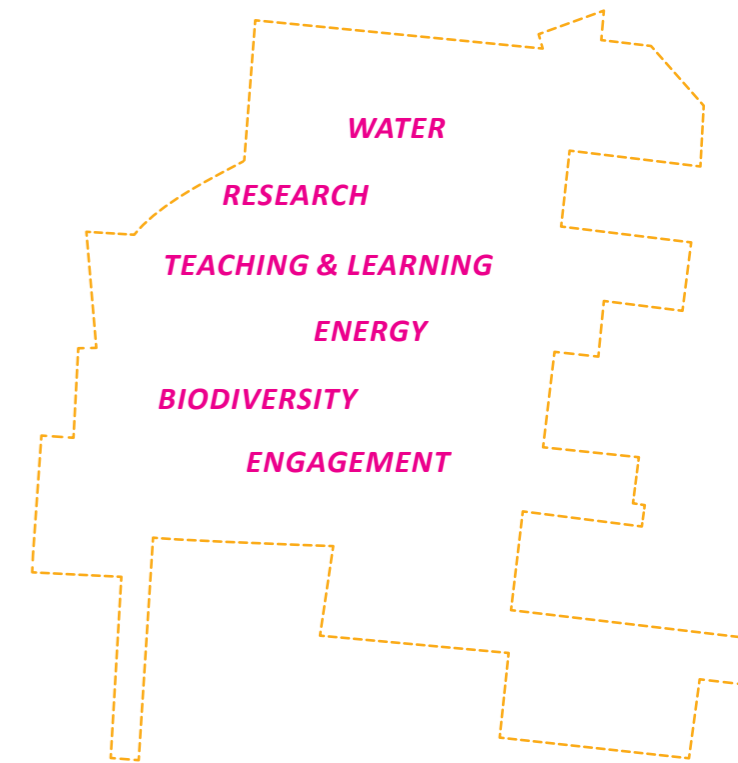 WATER
RESEARCH
TEACHING & LEARNING
ENERGY
BIODIVERSITY
ENGAGEMENT